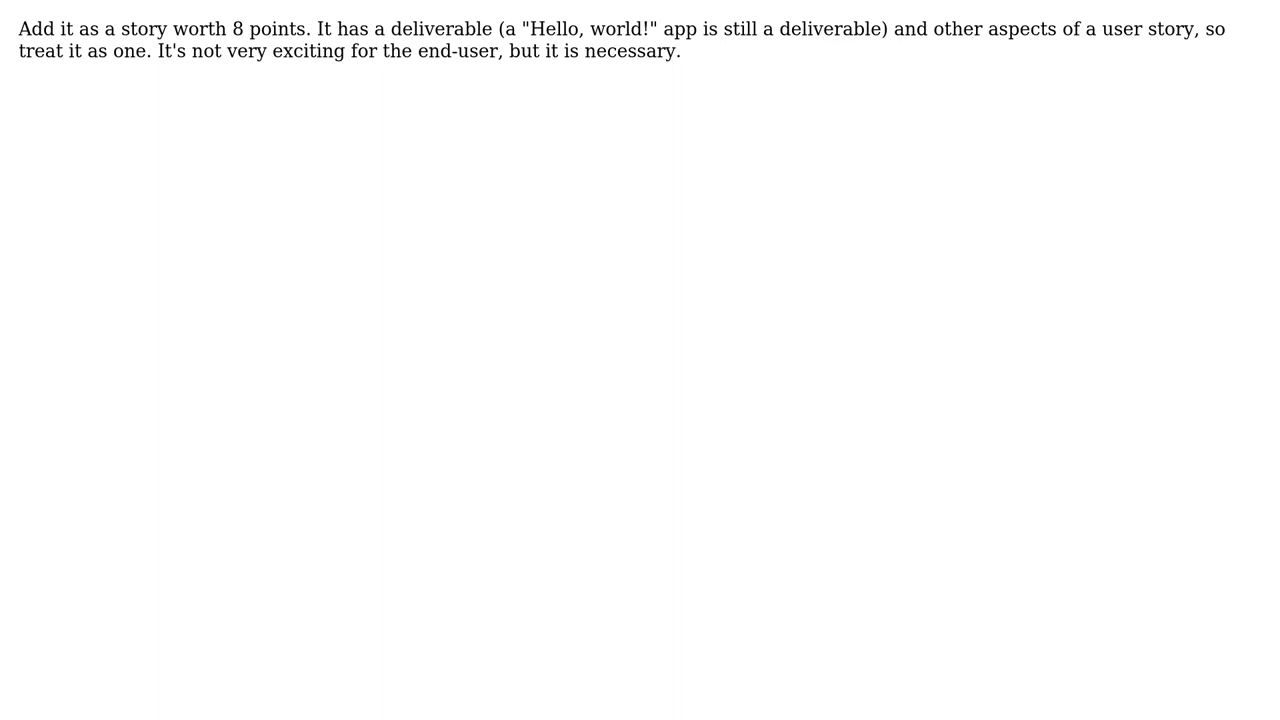 Add it as a story worth 8 points. It has a deliverable (a "Hello, world!" app is still a deliverable) and other aspects of a user story, so
treat it as one. It's not very exciting for the end-user, but it is necessary.